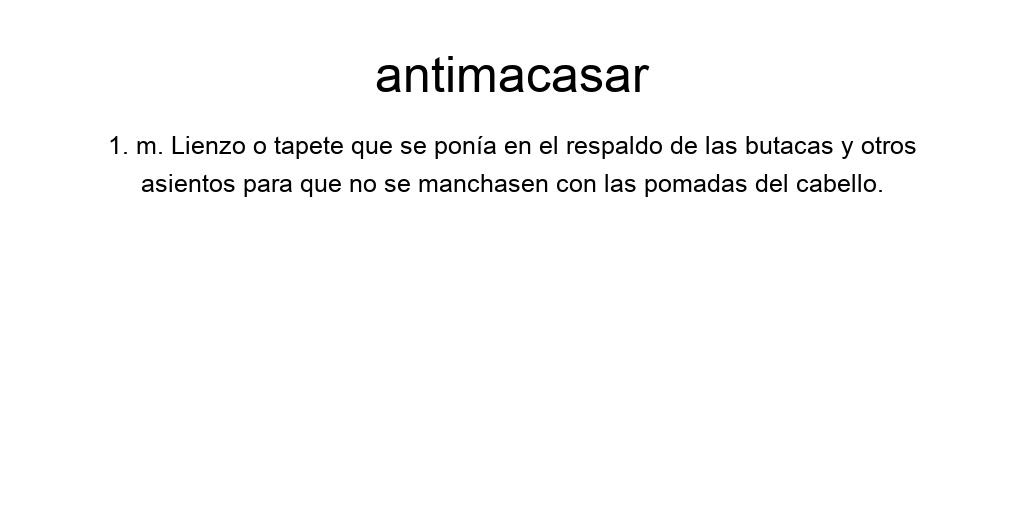 antimacasar
1. m. Lienzo o tapete que se ponía en el respaldo de las butacas y otros
asientos para que no se manchasen con las pomadas del cabello.